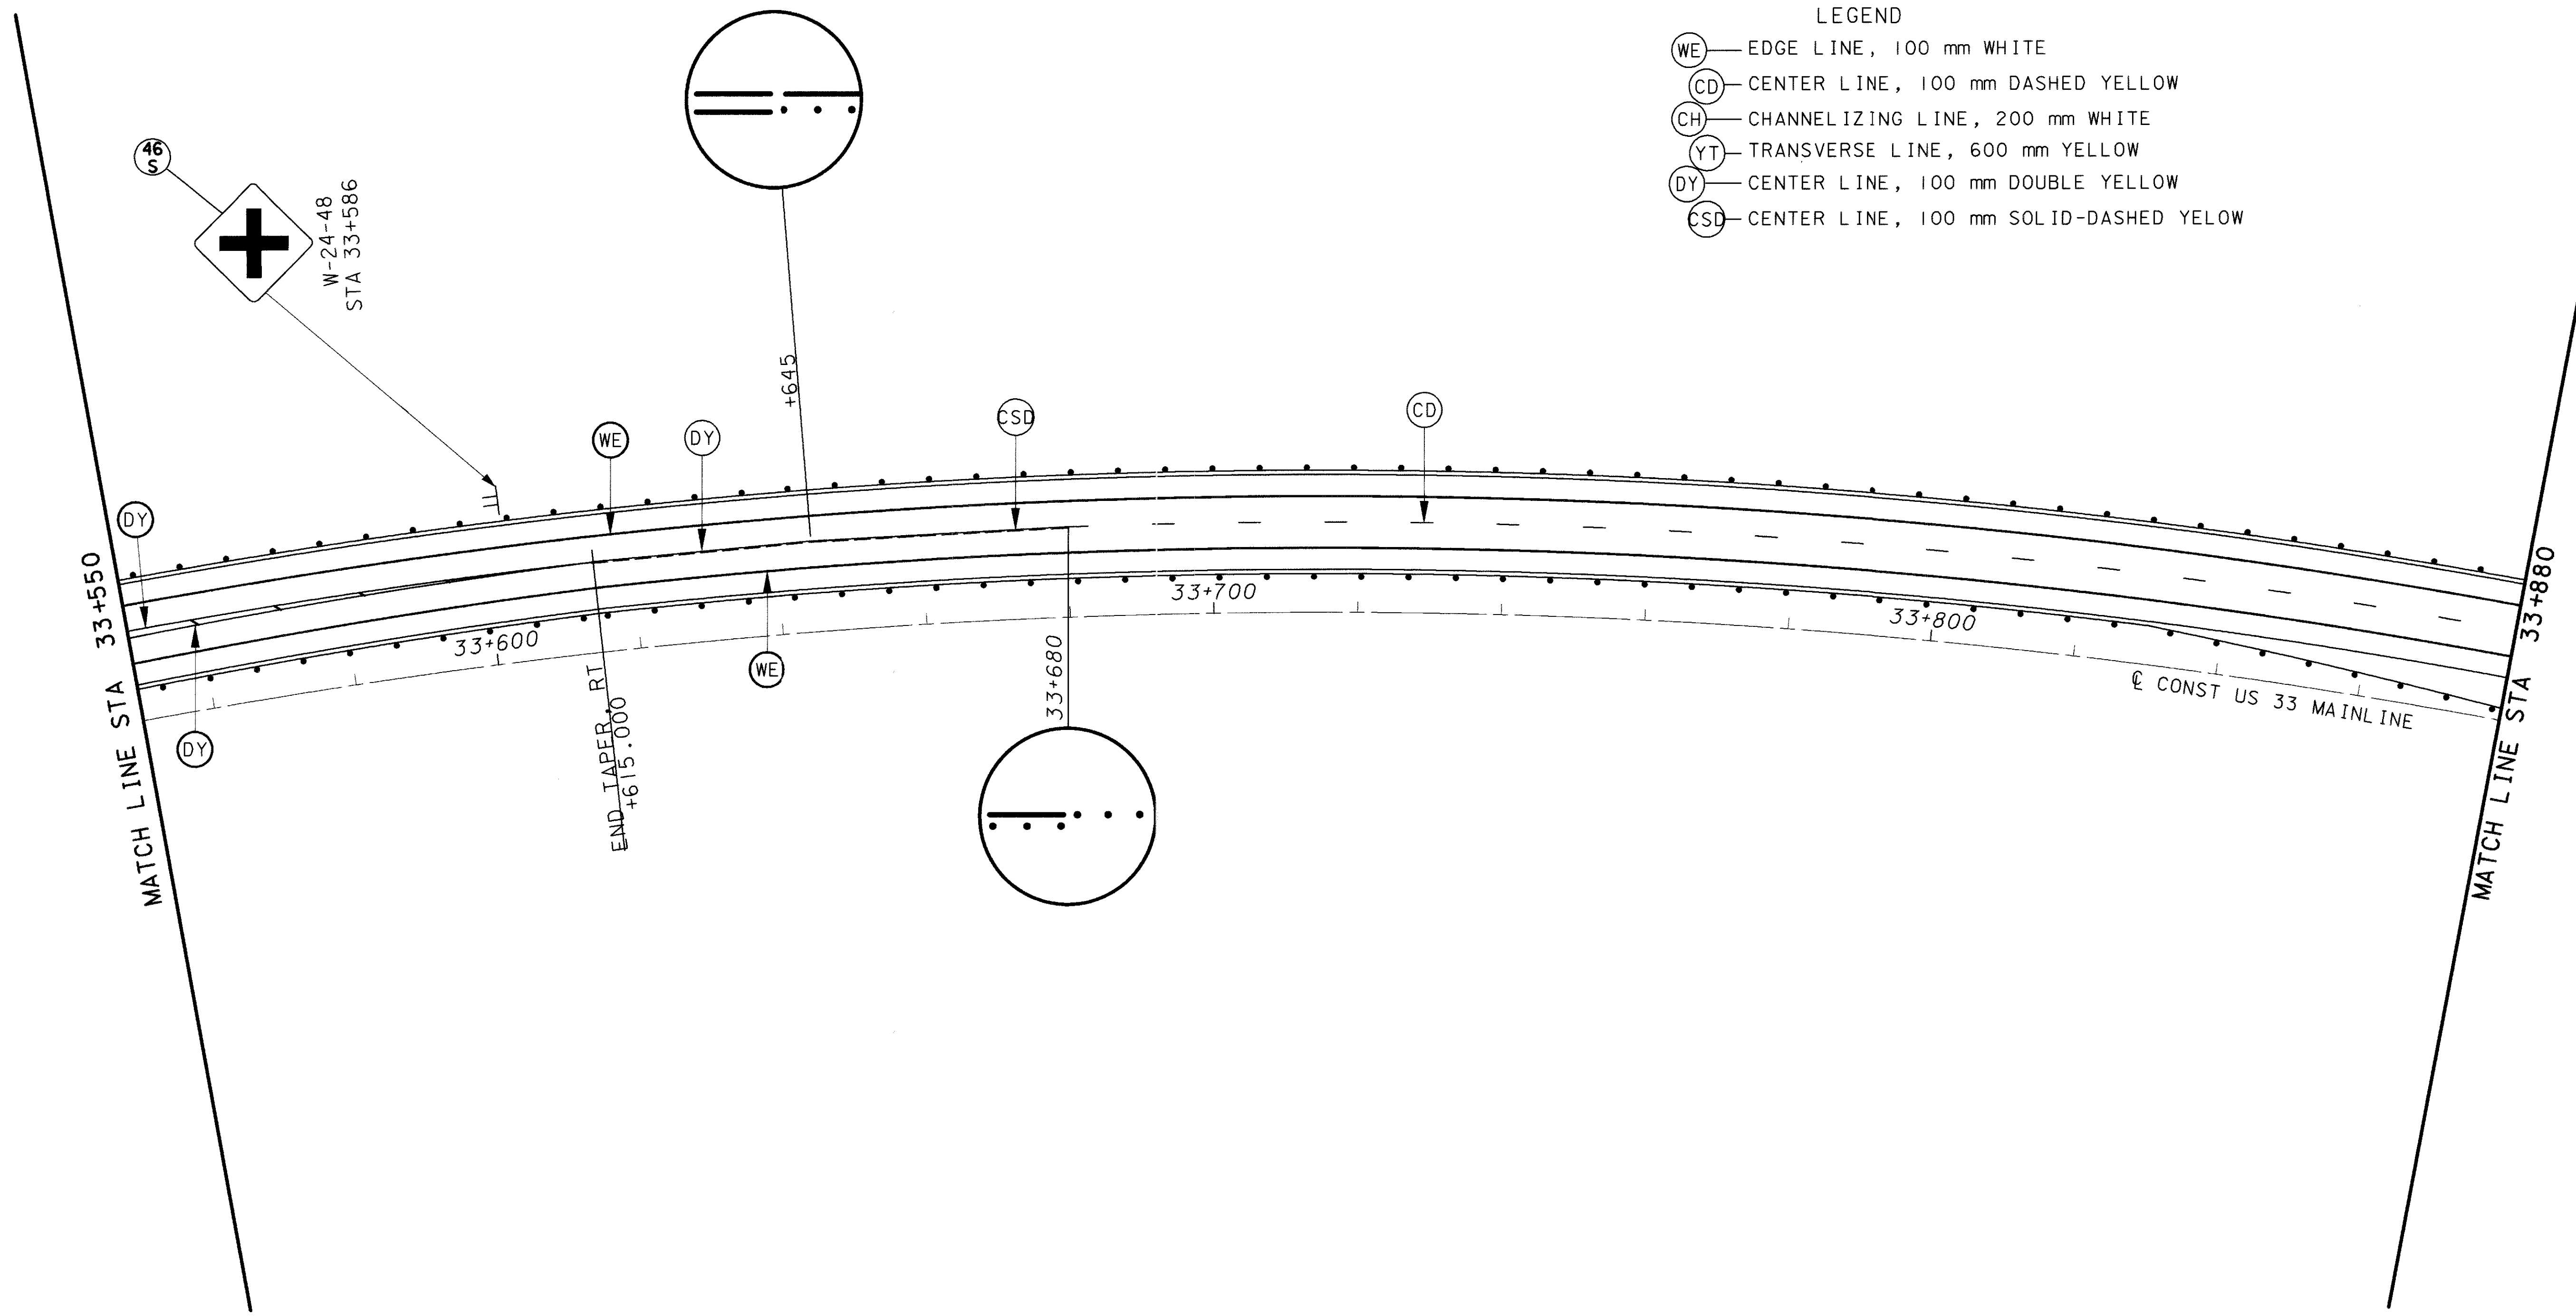 LEGEND
WE EDGE LINE, 100 mm WHITE
CD CENTER LINE, 100 mm DASHED YELLOW
CH CHANNELIZING LINE, 200 mm WHITE
YT TRANSVERSE LINE, 600 mm YELLOW
DY CENTER LINE, 100 mm DOUBLE YELLOW
CSD CENTER LINE, 100 mm SOLID-DASHED YELOW
46
S
W-24-48
STA 33+586
+645
WE
DY
CSD
CD
DY
MATCH LINE STA 33+550
33+600
33+700
33+800
WE
DY
END TAPER, RT
+615.000
33+680
℄ CONST US 33 MAINLINE
MATCH LINE STA 33+880